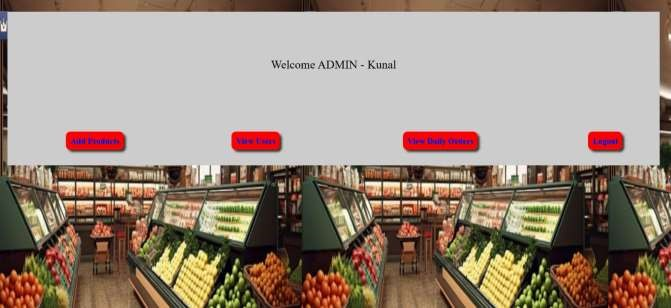 Welcome ADMIN - Kunal
Add Products View Users View Daily Orders Logout